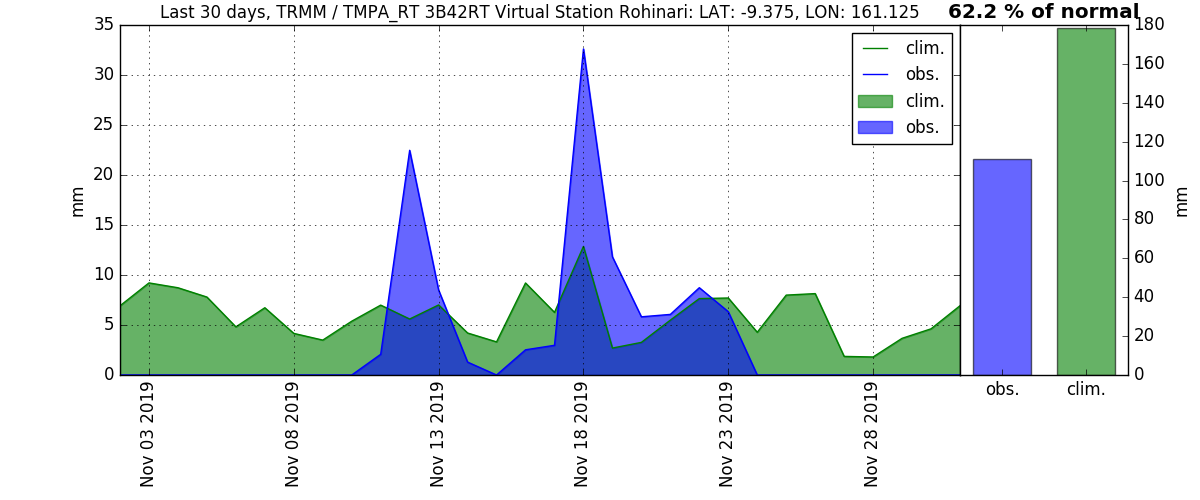 Last 30 days, TRMM / TMPA_RT 3B42RT Virtual Station Rohinari: LAT: -9.375, LON: 161.125
62.2 % of normal
35
30
25
20
15
10
5
0
mm
clim.
obs.
clim.
obs.
Nov 03 2019
Nov 08 2019
Nov 13 2019
Nov 18 2019
Nov 23 2019
Nov 28 2019
180
160
140
120
100
80
60
40
20
0
mm
obs.
clim.